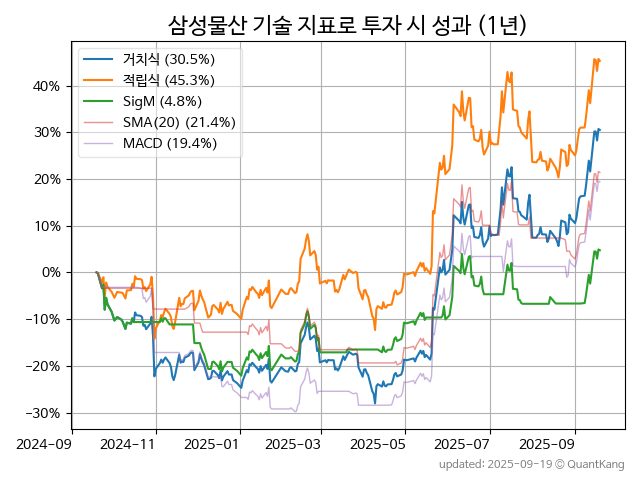 삼성물산 기술 지표로 투자 시 성과 (1년)
거치식 (30.5%)
적립식 (45.3%)
SigM (4.8%)
SMA(20) (21.4%)
MACD (19.4%)
40%
30%
20%
10%
0%
−10%
−20%
−30%
2024-09 2024-11 2025-01 2025-03 2025-05 2025-07 2025-09
updated: 2025-09-19 © QuantKang